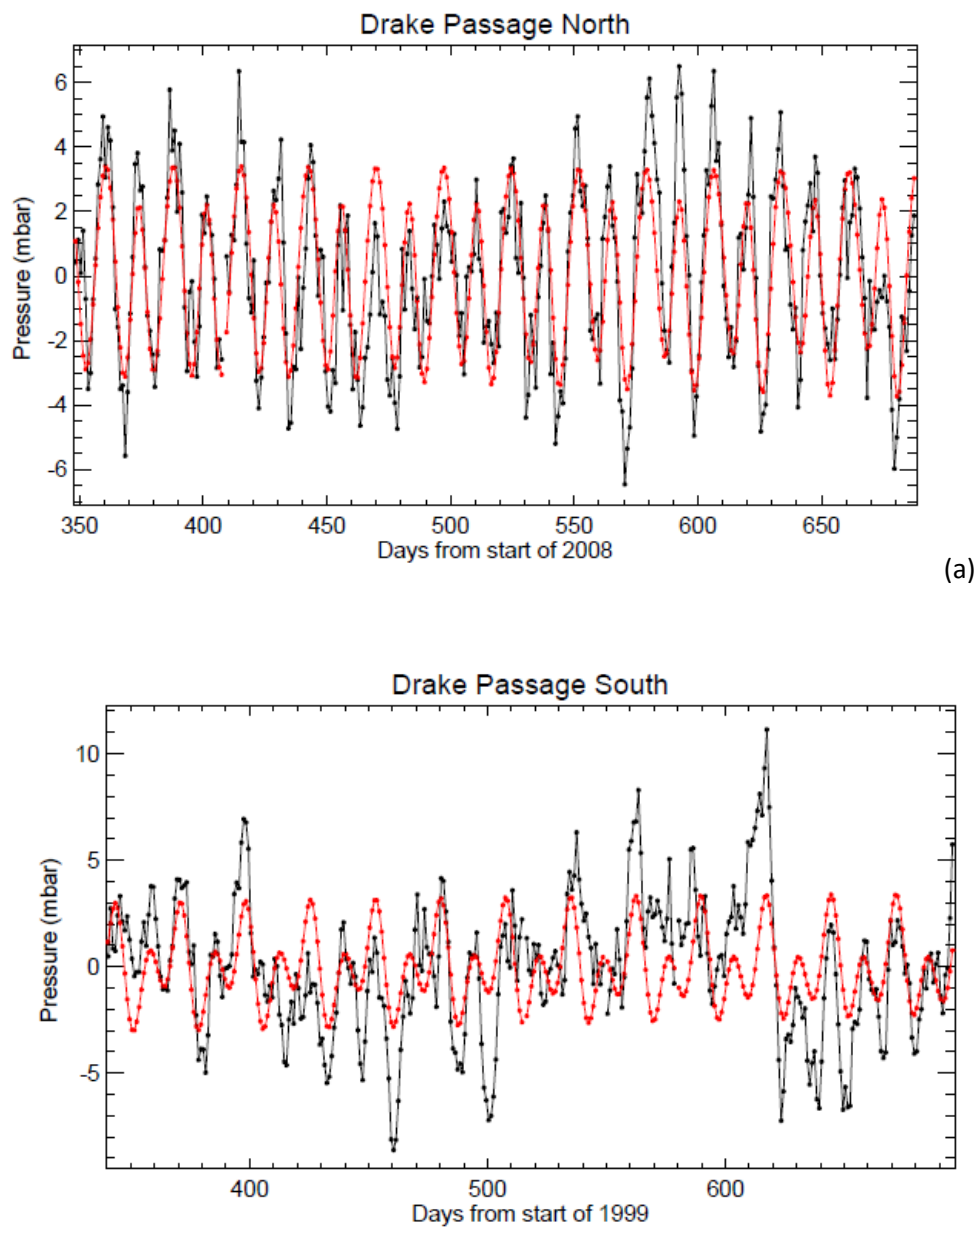 Drake Passage North
Pressure (mbar)
6
4
2
0
-2
-4
-6
350 400 450 500 550 600 650
Days from start of 2008
(a)
Drake Passage South
Pressure (mbar)
10
5
0
-5
400 500 600
Days from start of 1999